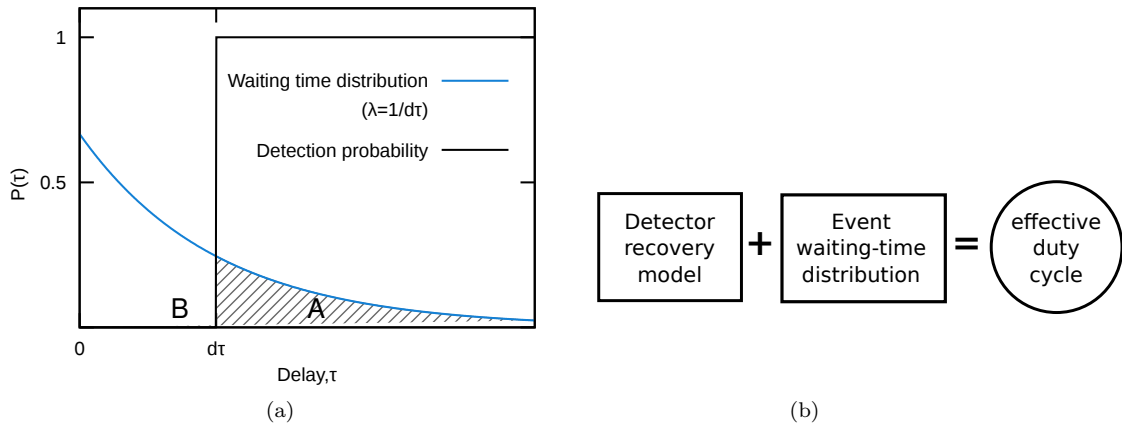 1
Waiting time distribution
(λ=1/dτ)
Detection probability
P(τ)
0.5
B
A
0
dτ
Delay,τ
(a)
Detector
recovery
model
+
Event
waiting-time
distribution
=
effective
duty
cycle
(b)